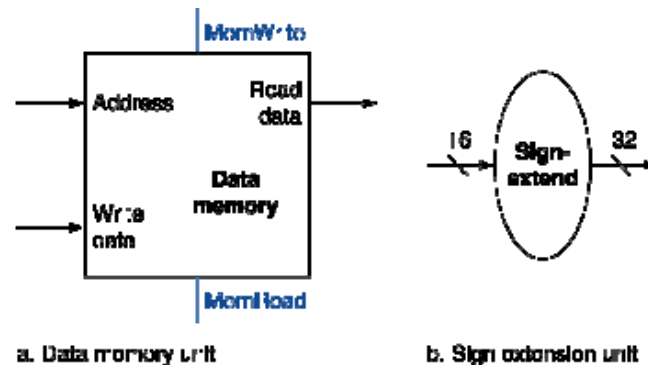 MemWrite
Address
Read
data
Data
memory
Write
data
MemRead
a. Data memory unit
16
Sign-
extend
32
b. Sign extension unit